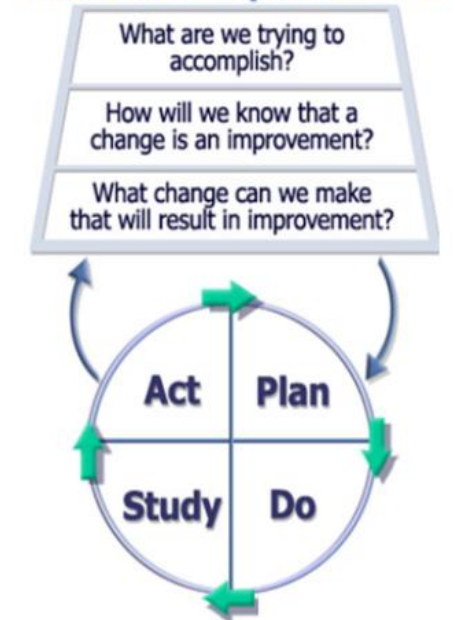 What are we trying to
accomplish?
How will we know that a
change is an improvement?
What change can we make
that will result in improvement?
Act Plan
Study Do